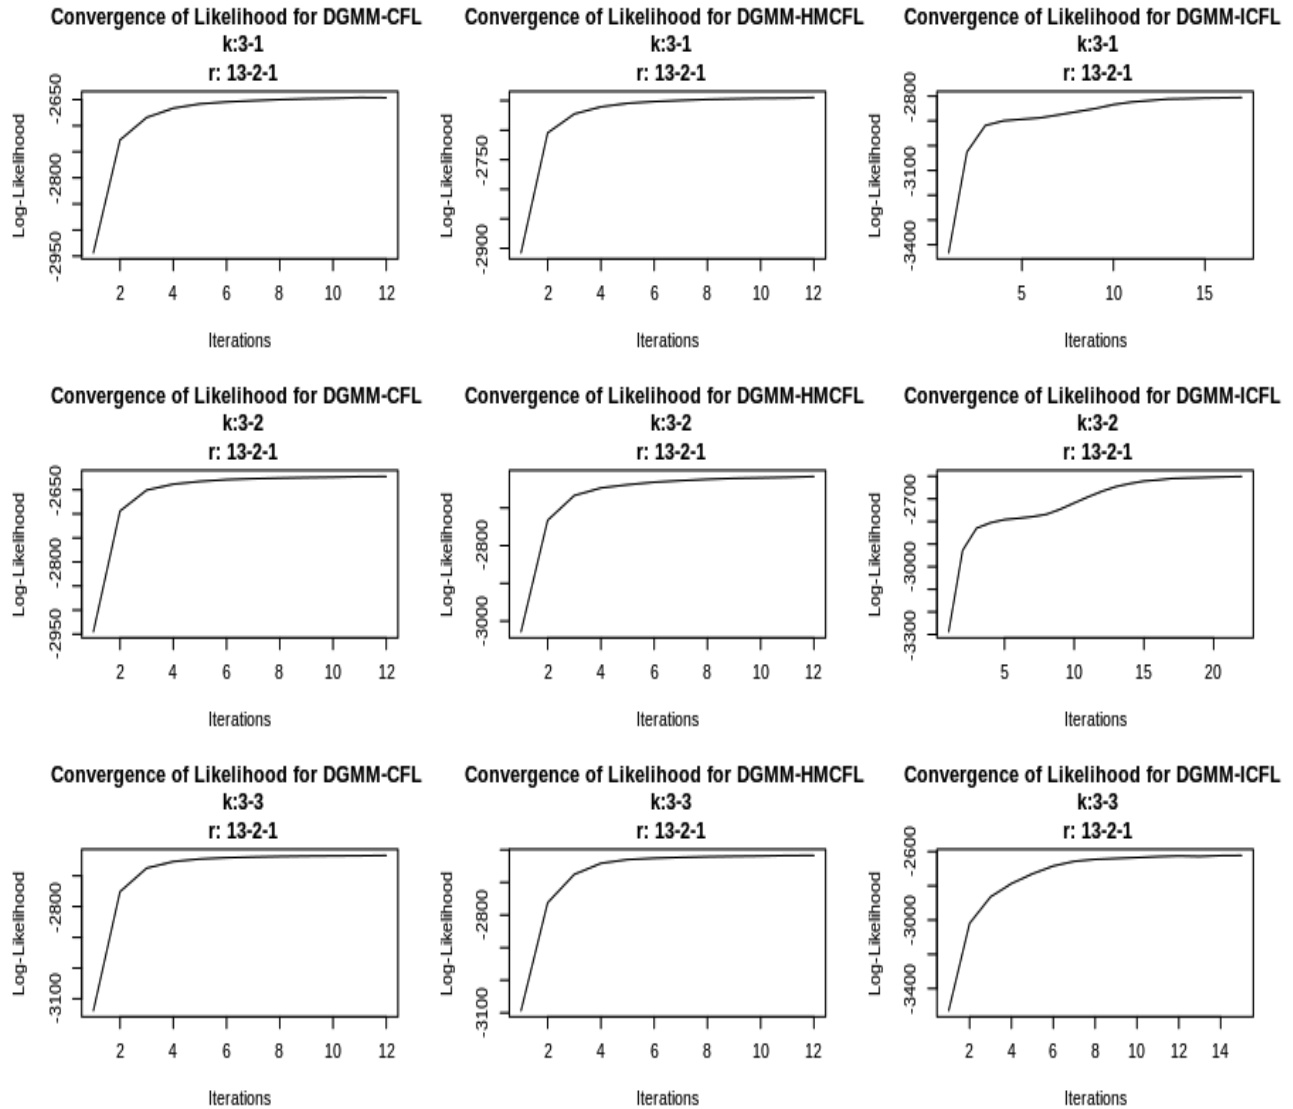 Convergence of Likelihood for DGMM-CFL
k:3-1
r: 13-2-1
Log-Likelihood
-2650
-2800
-2950
2 4 6 8 10 12
Iterations
Convergence of Likelihood for DGMM-HMCFL
k:3-1
r: 13-2-1
Log-Likelihood
-2750
-2900
2 4 6 8 10 12
Iterations
Convergence of Likelihood for DGMM-ICFL
k:3-1
r: 13-2-1
Log-Likelihood
-2800
-3100
-3400
5 10 15
Iterations
Convergence of Likelihood for DGMM-CFL
k:3-2
r: 13-2-1
Log-Likelihood
-2650
-2800
-2950
2 4 6 8 10 12
Iterations
Convergence of Likelihood for DGMM-HMCFL
k:3-2
r: 13-2-1
Log-Likelihood
-2800
-3000
2 4 6 8 10 12
Iterations
Convergence of Likelihood for DGMM-ICFL
k:3-2
r: 13-2-1
Log-Likelihood
-2700
-3000
-3300
5 10 15 20
Iterations
Convergence of Likelihood for DGMM-CFL
k:3-3
r: 13-2-1
Log-Likelihood
-2800
-3100
2 4 6 8 10 12
Iterations
Convergence of Likelihood for DGMM-HMCFL
k:3-3
r: 13-2-1
Log-Likelihood
-2800
-3100
2 4 6 8 10 12
Iterations
Convergence of Likelihood for DGMM-ICFL
k:3-3
r: 13-2-1
Log-Likelihood
-2600
-3000
-3400
2 4 6 8 10 12 14
Iterations